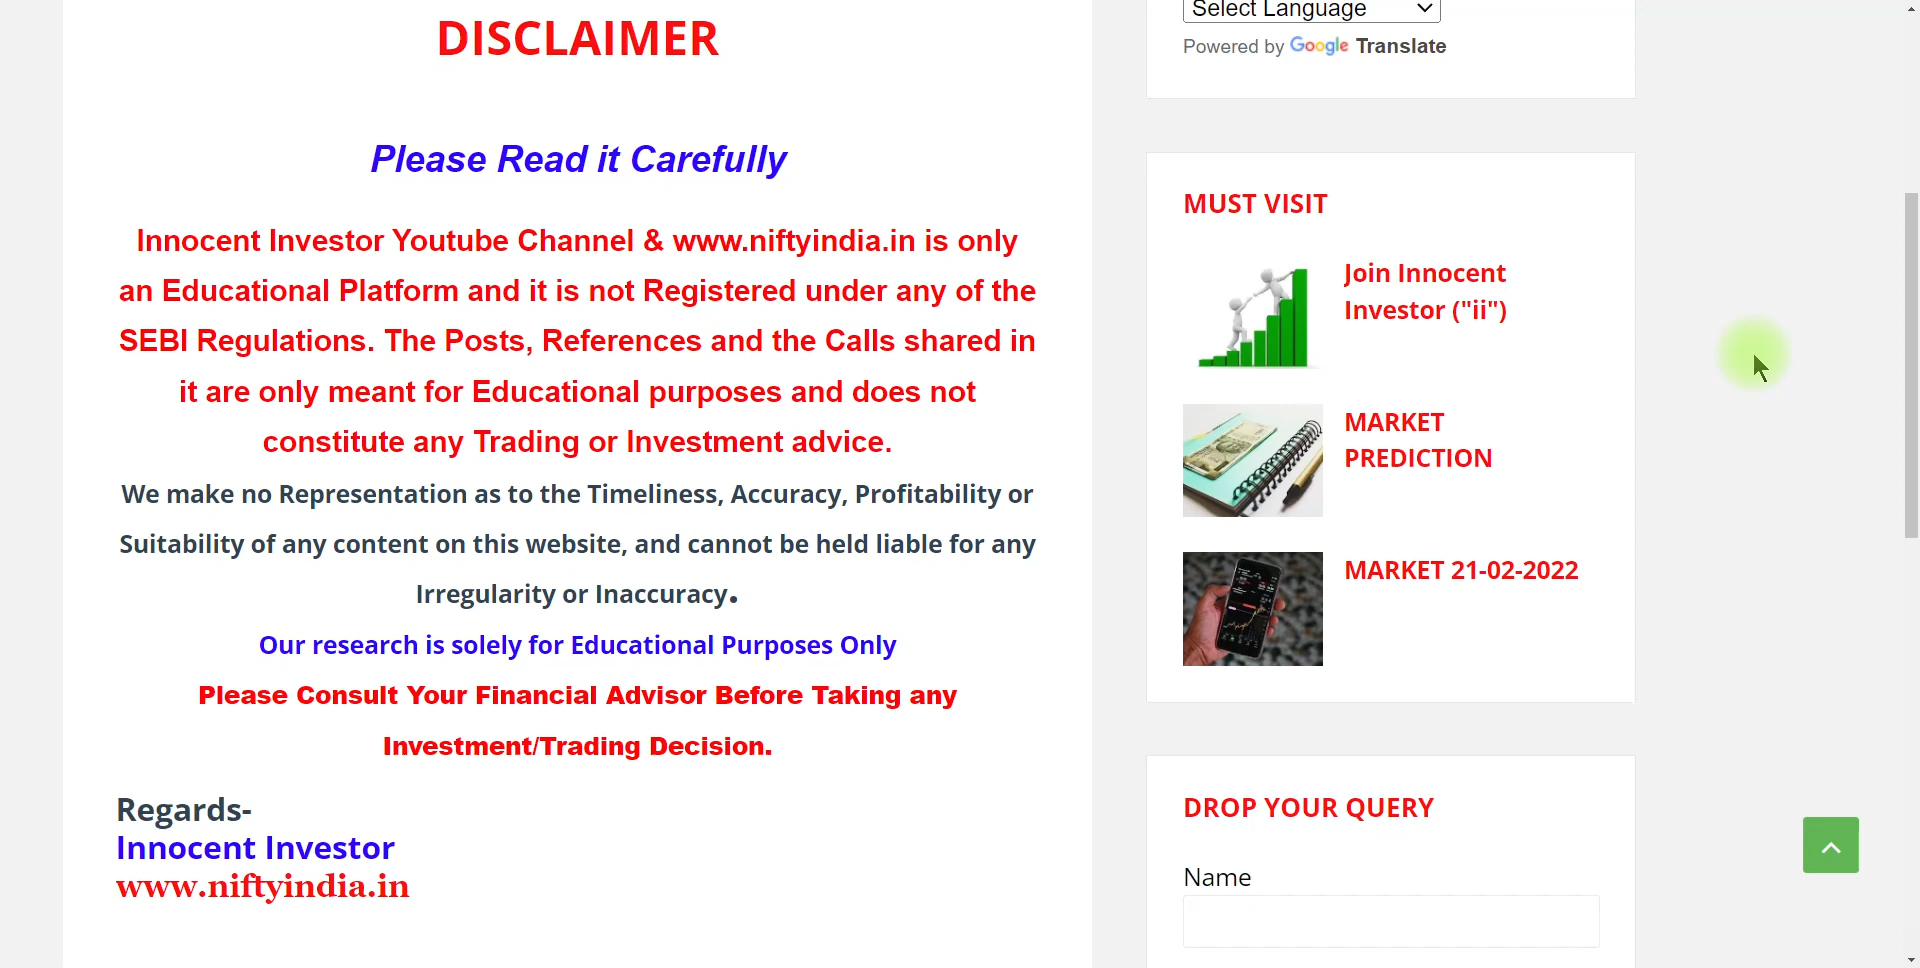 DISCLAIMER
Please Read it Carefully
Innocent Investor Youtube Channel & www.niftyindia.in is only
an Educational Platform and it is not Registered under any of the
SEBI Regulations. The Posts, References and the Calls shared in
it are only meant for Educational purposes and does not
constitute any Trading or Investment advice.
We make no Representation as to the Timeliness, Accuracy, Profitability or
Suitability of any content on this website, and cannot be held liable for any
Irregularity or Inaccuracy.
Our research is solely for Educational Purposes Only
Please Consult Your Financial Advisor Before Taking any
Investment/Trading Decision.
Regards-
Innocent Investor
www.niftyindia.in
Select Language
Powered by Google Translate
MUST VISIT
Join Innocent
Investor ("ii")
MARKET
PREDICTION
MARKET 21-02-2022
DROP YOUR QUERY
Name